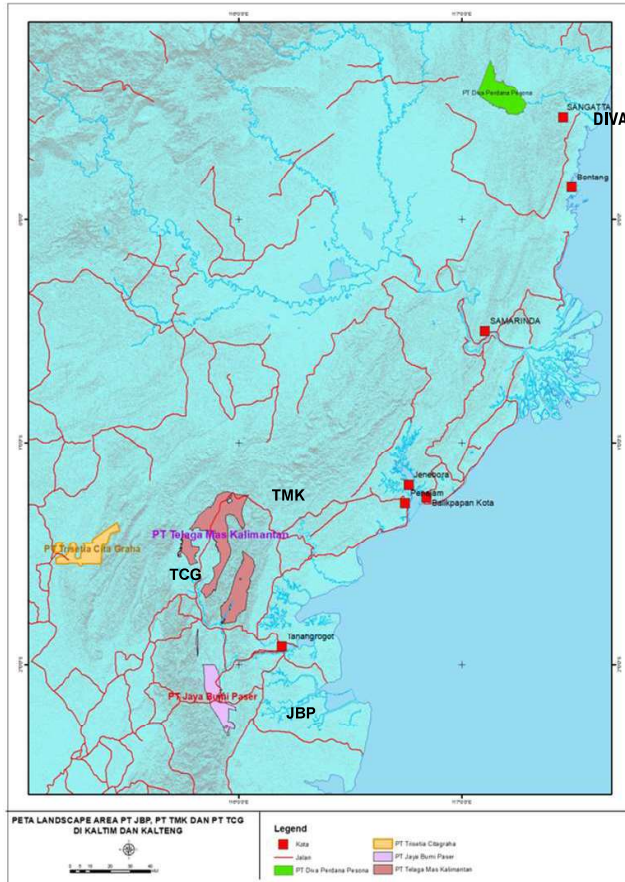 PT Diva Perdana Pesona
SANGATTA
DIVA
Bontang
SAMARINDA
Jenebora
Penajam
Balikpapan Kota
TMK
PT Telaga Mas Kalimantan
PT Trisetia Cita Graha
TCG
Tanahgrogot
PT Jaya Bumi Paser
JBP
PETA LANDSCAPE AREA PT JBP, PT TMK DAN PT TCG
DI KALTIM DAN KALTENG
Legend
Kota
Jalan
PT Diva Perdana Pesona
PT Trisetia Citagraha
PT Jaya Bumi Paser
PT Telaga Mas Kalimantan